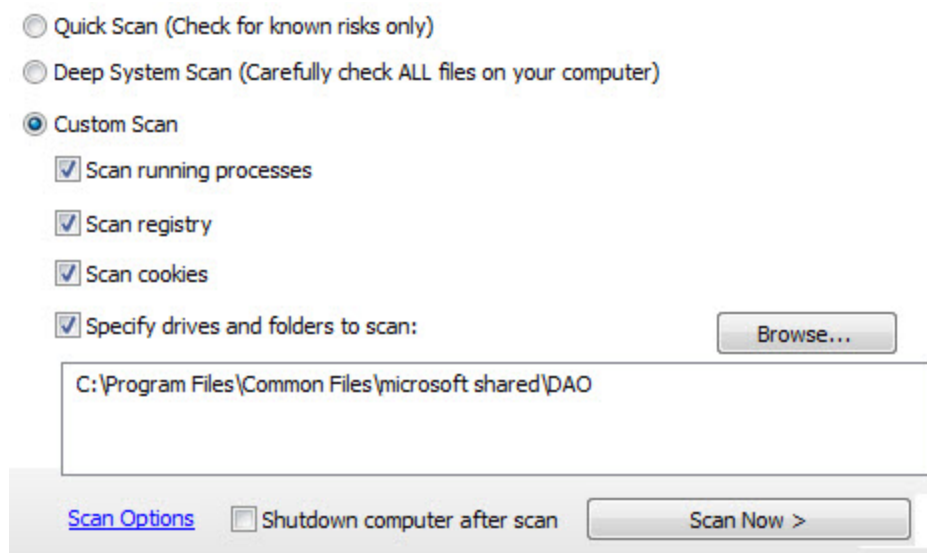 Quick Scan (Check for known risks only)
Deep System Scan (Carefully check ALL files on your computer)
Custom Scan
Scan running processes
Scan registry
Scan cookies
Specify drives and folders to scan:
Browse...
C:\Program Files\Common Files\microsoft shared\DAO
Scan Options
Shutdown computer after scan
Scan Now >